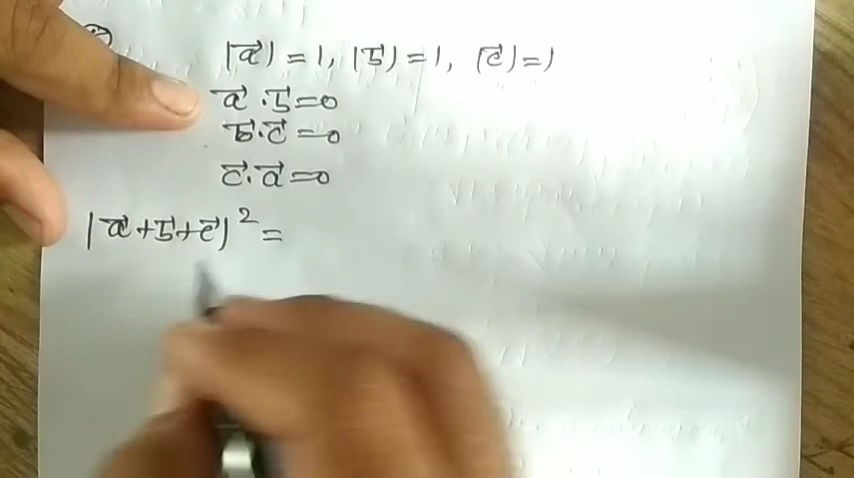 |a⃗| = 1, |b⃗| = 1, |c⃗| = 1
a⃗ . b⃗ = 0
b⃗ . c⃗ = 0
c⃗ . a⃗ = 0
|a⃗ + b⃗ + c⃗|² =